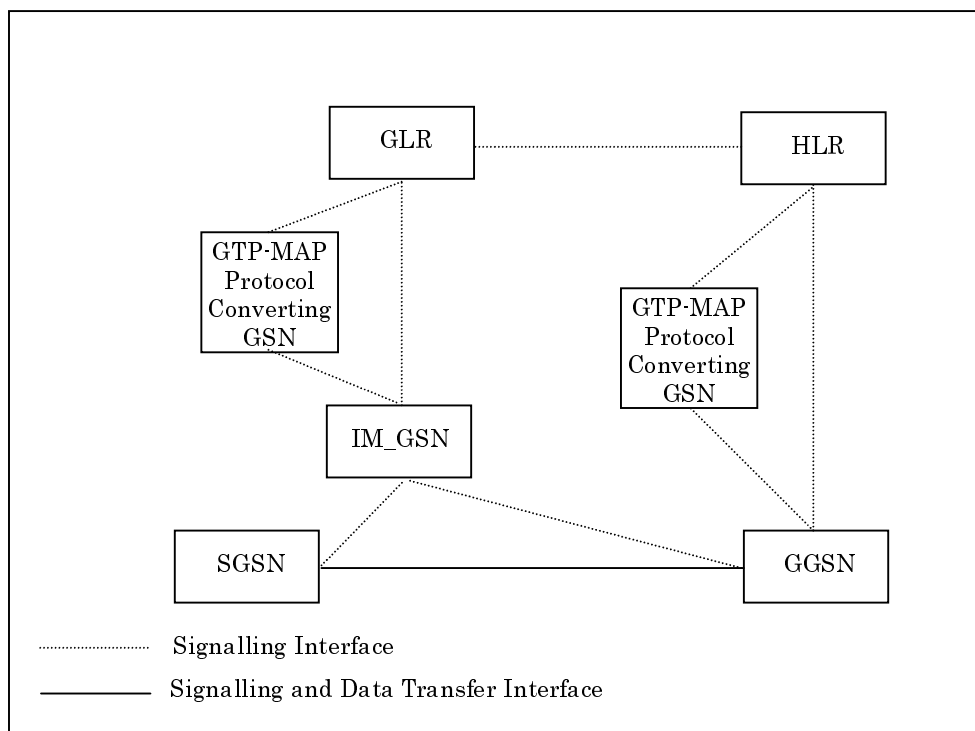 GLR
HLR
GTP-MAP
Protocol
Converting
GSN
GTP-MAP
Protocol
Converting
GSN
IM_GSN
SGSN
GGSN
Signalling Interface
Signalling and Data Transfer Interface